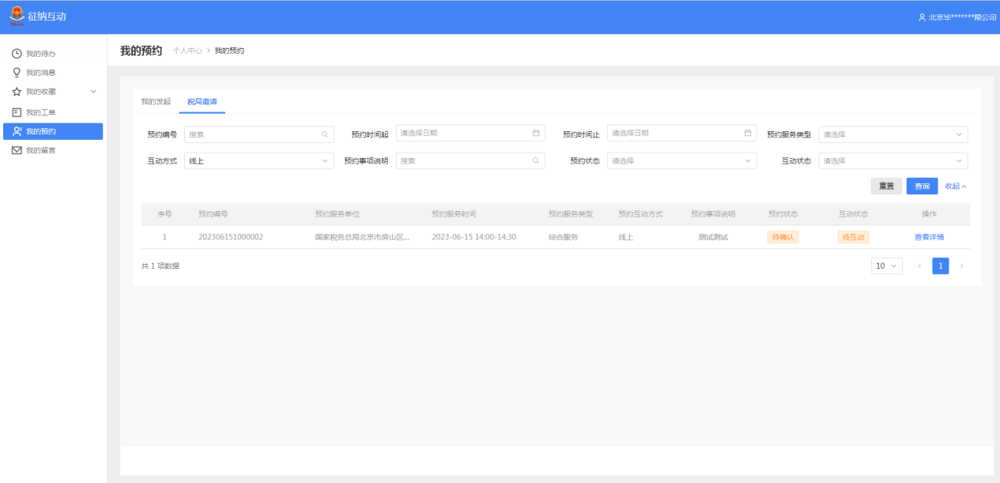 征纳互动
北京毕*******限公司
我的待办
我的消息
我的收藏
我的工单
我的预约
我的留言
我的预约 个人中心 > 我的预约
我的发起 税局邀请
预约编号 搜索 预约时间起 请选择日期 预约时间止 请选择日期 预约服务类型 请选择
互动方式 线上 预约事项说明 搜索 预约状态 请选择 互动状态 请选择
重置 查询 收起
序号 预约编号 预约服务单位 预约服务时间 预约服务类型 预约互动方式 预约事项说明 预约状态 互动状态 操作
1 202306151000002 国家税务总局北京市房山区... 2023-06-15 14:00-14:30 综合服务 线上 测试测试 待确认 待互动 查看详情
共 1 项数据 10 < 1 >